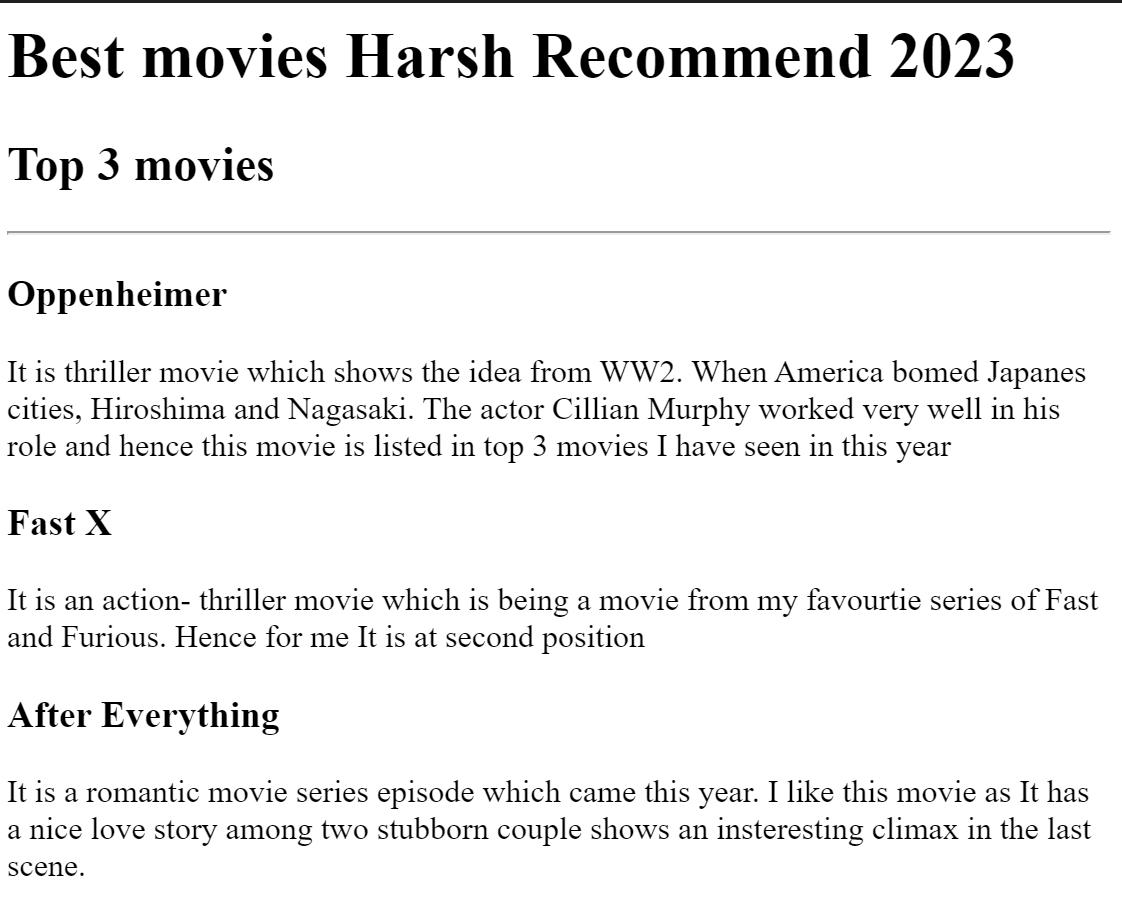 Best movies Harsh Recommend 2023
Top 3 movies
Oppenheimer
It is thriller movie which shows the idea from WW2. When America bomed Japanes
cities, Hiroshima and Nagasaki. The actor Cillian Murphy worked very well in his
role and hence this movie is listed in top 3 movies I have seen in this year
Fast X
It is an action- thriller movie which is being a movie from my favourtie series of Fast
and Furious. Hence for me It is at second position
After Everything
It is a romantic movie series episode which came this year. I like this movie as It has
a nice love story among two stubborn couple shows an insteresting climax in the last
scene.